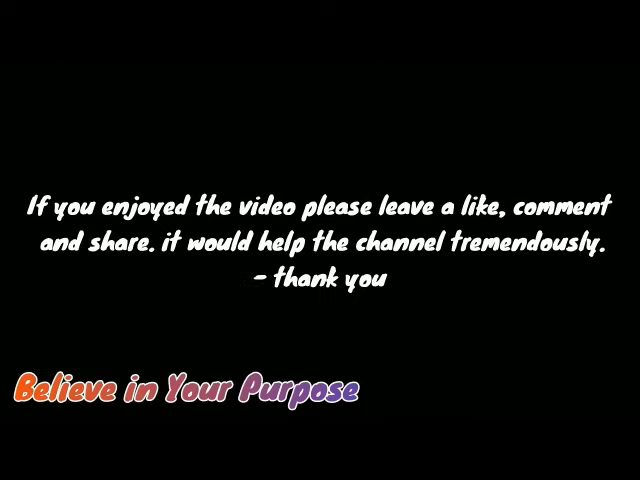 If you enjoyed the video please leave a like, comment
and share. it would help the channel tremendously.
- thank you
Believe in Your Purpose